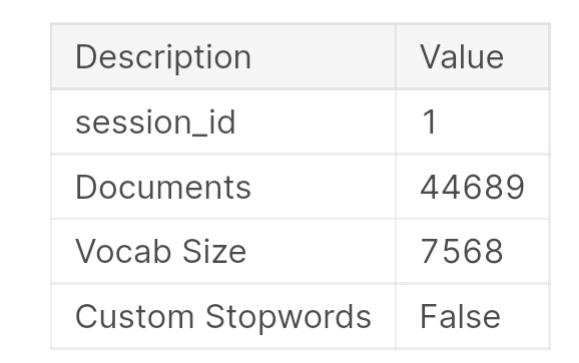 Description Value
session_id 1
Documents 44689
Vocab Size 7568
Custom Stopwords False